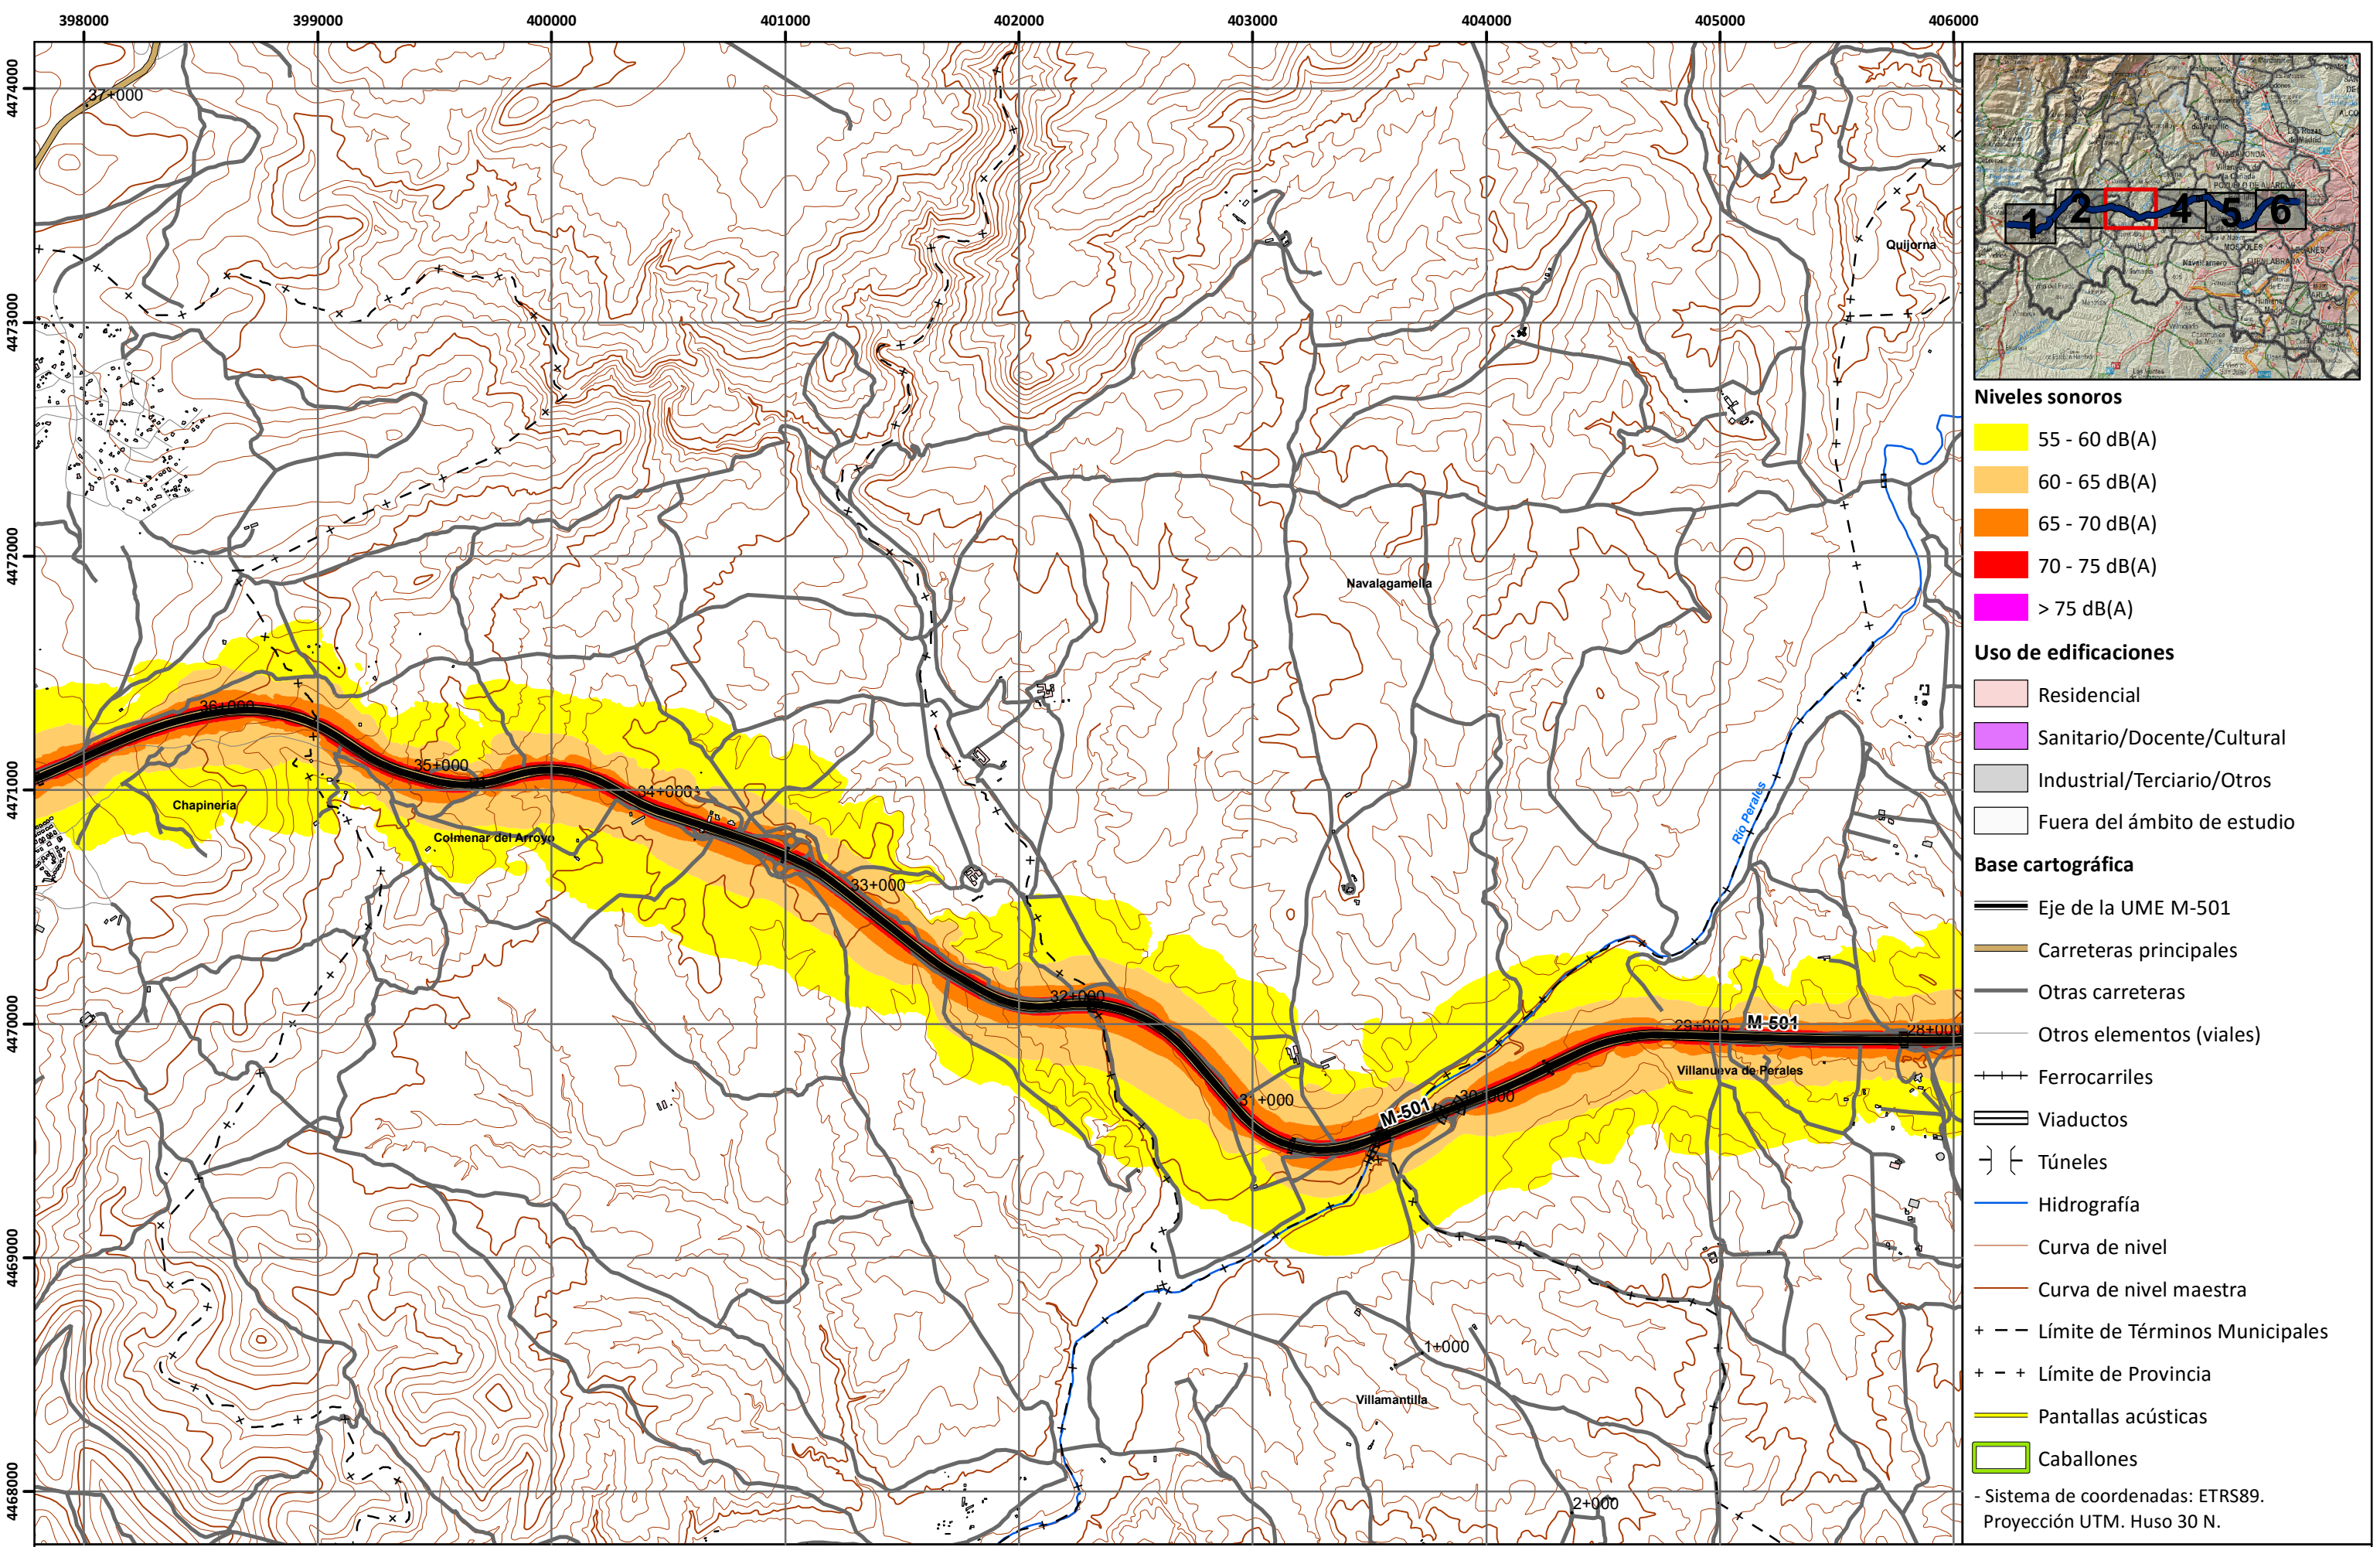 398000 399000 400000 401000 402000 403000 404000 405000 406000
4474000
4473000
4472000
4471000
4470000
4469000
4468000
37+000
Quijorna
Navalagamella
36+000
35+000
34+000
Chapinería
Colmenar del Arroyo
33+000
Río Perales
32+000
29+000
M-501
28+000
Villanueva de Perales
31+000
M-501
30+000
1+000
Villamantilla
2+000
1 2 4 5 6
Niveles sonoros
55 - 60 dB(A)
60 - 65 dB(A)
65 - 70 dB(A)
70 - 75 dB(A)
> 75 dB(A)
Uso de edificaciones
Residencial
Sanitario/Docente/Cultural
Industrial/Terciario/Otros
Fuera del ámbito de estudio
Base cartográfica
Eje de la UME M-501
Carreteras principales
Otras carreteras
Otros elementos (viales)
Ferrocarriles
Viaductos
Túneles
Hidrografía
Curva de nivel
Curva de nivel maestra
Límite de Términos Municipales
Límite de Provincia
Pantallas acústicas
Caballones
- Sistema de coordenadas: ETRS89.
Proyección UTM. Huso 30 N.